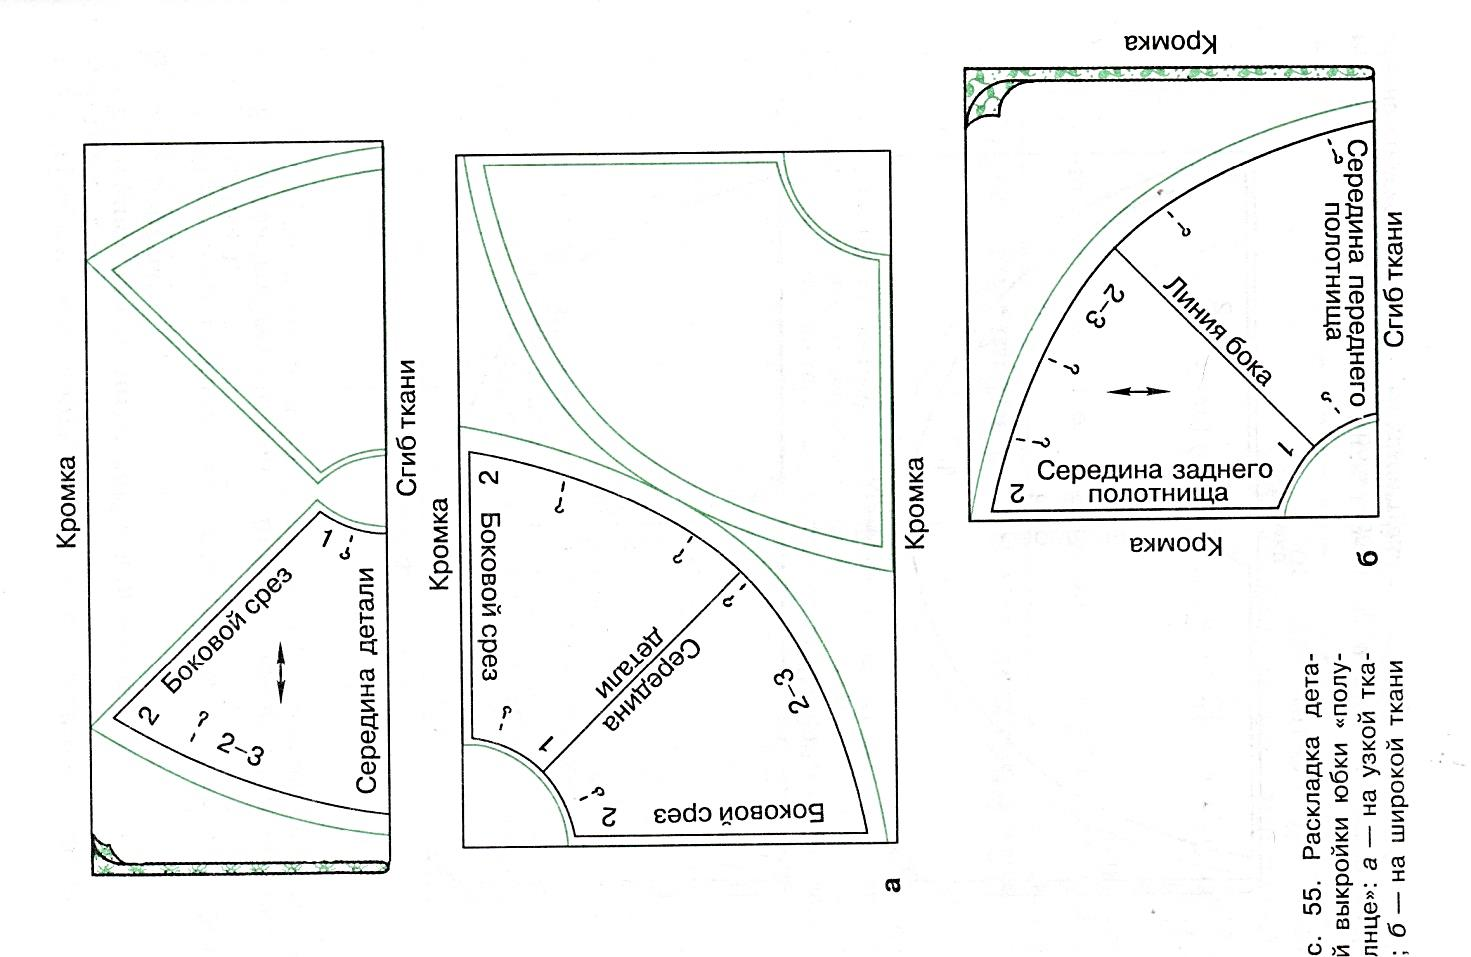 Кромка
2
Боковой срез
1
?
? 2–3
Середина детали
Сгиб ткани
Кромка
2
Боковой срез
?
?
?
?
1
Середина
детали
2–3
?
2
Боковой срез
Кромка
а
Кромка
?
Середина переднего
полотнища
?
?
2–3
Линия бока
?
?
1
2
Середина заднего
полотнища
Сгиб ткани
Кромка
б
с. 55. Раскладка дета-
й выкройки юбки «полу-
лнце»: а — на узкой тка-
; б — на широкой ткани